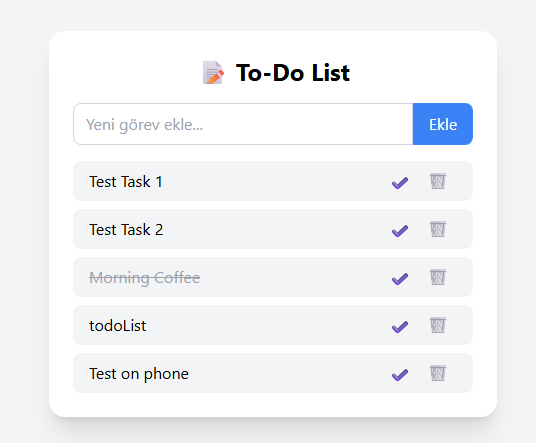 To-Do List
Yeni görev ekle...
Ekle
Test Task 1
Test Task 2
Morning Coffee
todoList
Test on phone